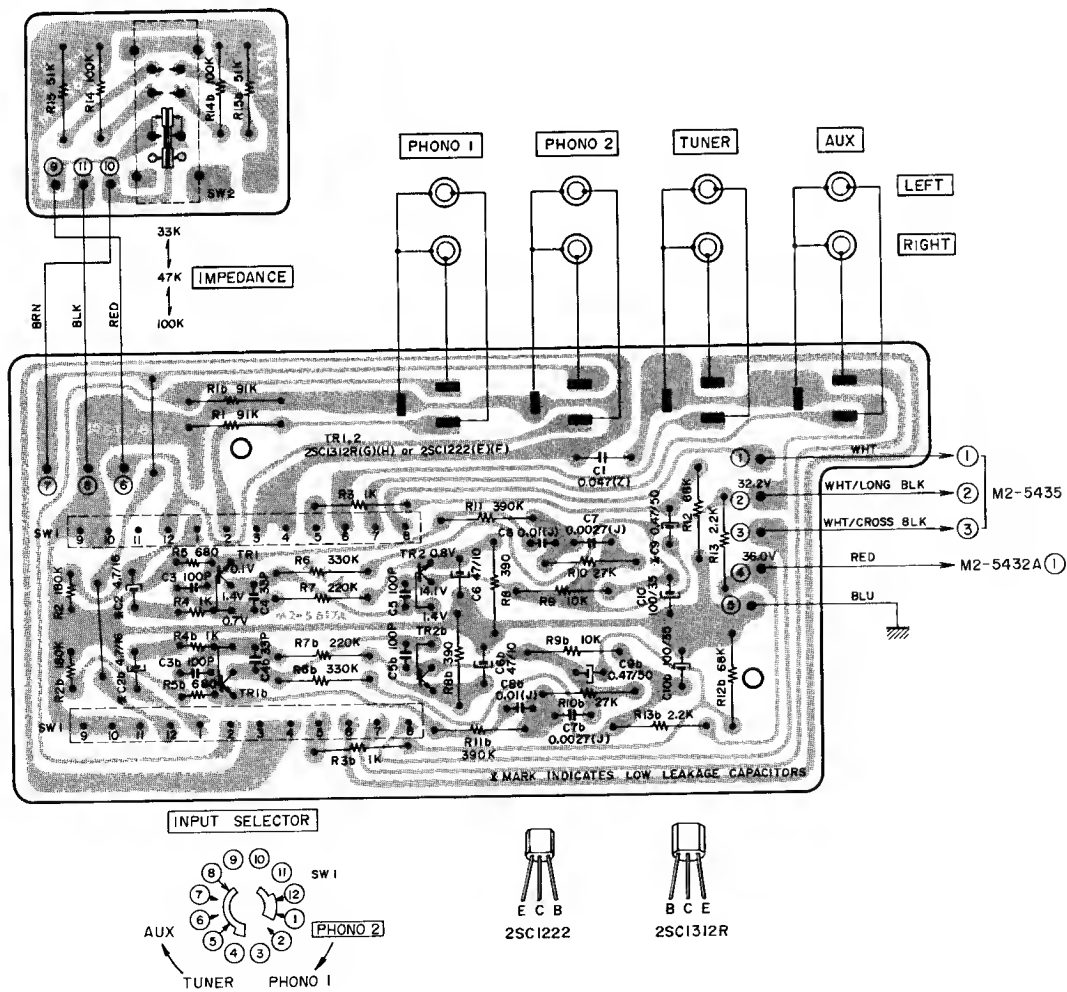 R15 51K
R14 100K
R14b 100K
R15b 51K
AKAI
9 11 10
SW2
33K
47K
100K
IMPEDANCE
BRN
BLK
RED
PHONO 1
PHONO 2
TUNER
AUX
LEFT
RIGHT
R1b 91K
R1 91K
TR1,2
2SC1312R(G)(H) or 2SC1222(E)(F)
7 8 6
C1
0.047(Z)
R3 1K
R11 390K
C8 0.01(J)
C7
0.0027(J)
C9 0.47/50
R12 68K
R13 2.2K
1 WHT 1
32.2V
2 WHT/LONG BLK 2
M2-5435
3 WHT/CROSS BLK 3
36.0V
4 RED M2-5432A 1
5 BLU
SW1
9 10 11 12 1 2 3 4 5 6 7 8
R2 180K
C2 4.7/16
R5 680
C3 100P
R4 1K
TR1
0.1V
1.4V
0.7V
C4 33P
R6 330K
R7 220K
C5 100P
TR2 0.8V
14.1V
1.4V
C6 47/10
R8 390
R10 27K
R9 10K
C10 100/35
M2-5657A
R2b 180K
C2b 4.7/16
R4b 1K
C3b 100P
R5b 680
TR1b
C4b 33P
R7b 220K
R6b 330K
C5b 100P
TR2b
R8b 390
C6b 47/10
R9b 10K
C9b
0.47/50
C8b
0.01(J)
R10b 27K
C7b
0.0027(J)
C10b 100/50
R12b 68K
R13b 2.2K
SW1
9 10 11 12 1 2 3 4 5 6 7 8
R3b 1K
R11b
390K
MARK INDICATES LOW LEAKAGE CAPACITORS
INPUT SELECTOR
SW1
9 10 11 12 1 2 3 4 5 6 7 8
AUX
TUNER
PHONO 1
PHONO 2
E C B
2SC1222
B C E
2SC1312R